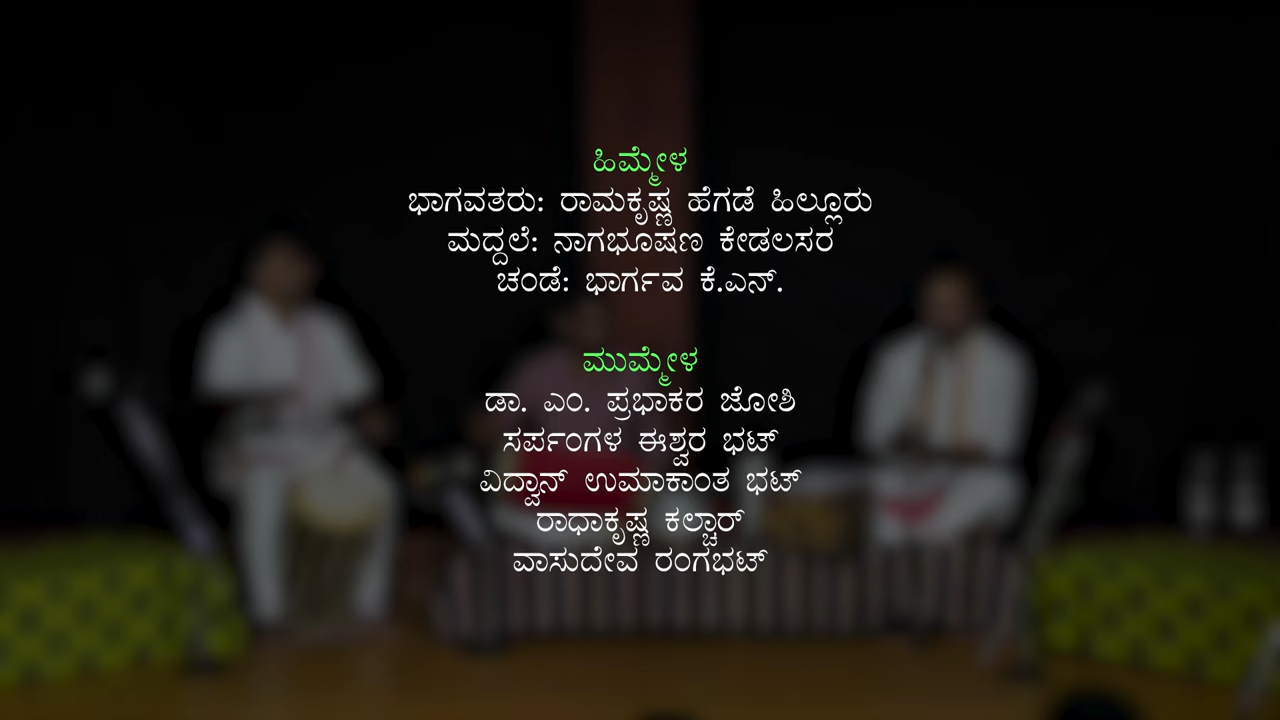 ಹಿಮ್ಮೇಳ
ಭಾಗವತರು: ರಾಮಕೃಷ್ಣ ಹೆಗಡೆ ಹಿಲ್ಲೂರು
ಮದ್ದಲೆ: ನಾಗಭೂಷಣ ಕೇಡಲಸರ
ಚಂಡೆ: ಭಾರ್ಗವ ಕೆ.ಎನ್.
ಮುಮ್ಮೇಳ
ಡಾ. ಎಂ. ಪ್ರಭಾಕರ ಜೋಶಿ
ಸರ್ಪಂಗಳ ಈಶ್ವರ ಭಟ್
ವಿದ್ವಾನ್ ಉಮಾಕಾಂತ ಭಟ್
ರಾಧಾಕೃಷ್ಣ ಕಲ್ಚಾರ್
ವಾಸುದೇವ ರಂಗಭಟ್